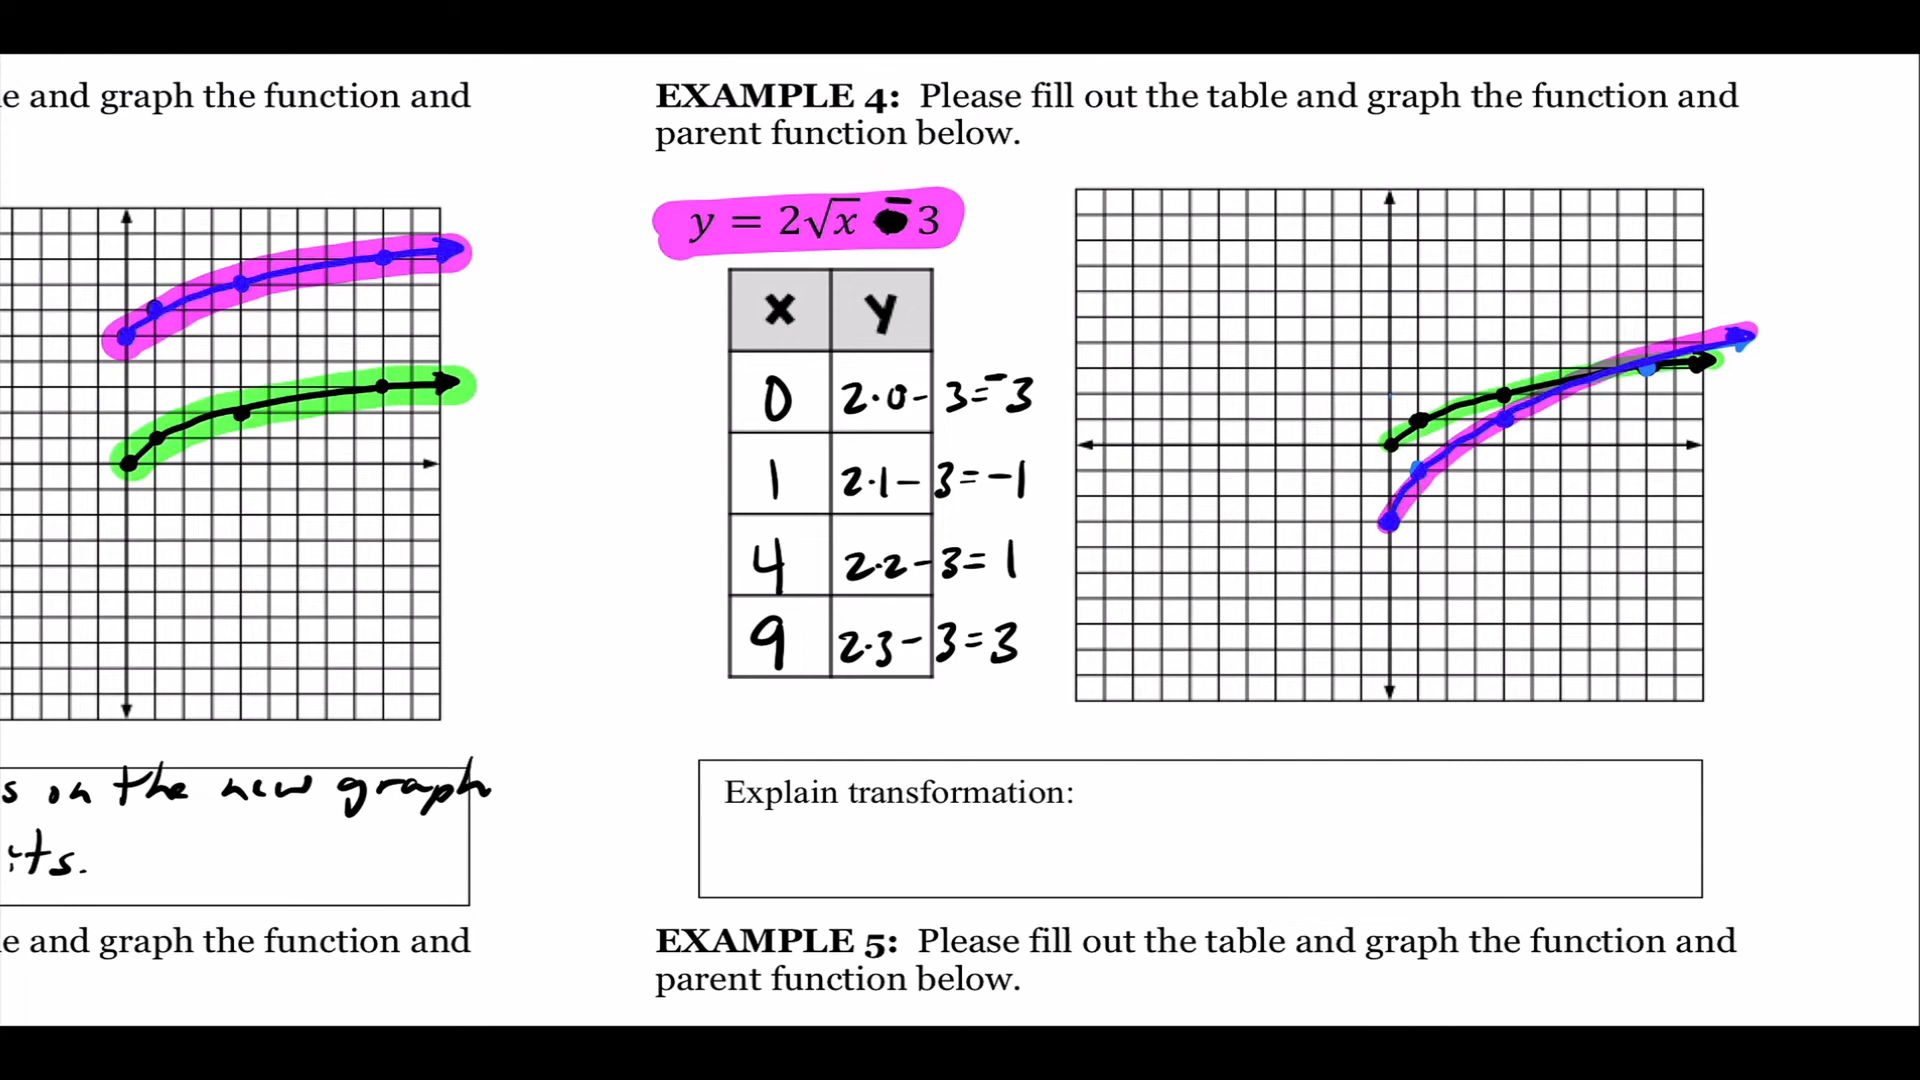 e and graph the function and
s on the new graph
its.
e and graph the function and
EXAMPLE 4: Please fill out the table and graph the function and
parent function below.
y = 2√x - 3
x y
0 2·0-3=-3
1 2·1-3=-1
4 2·2-3=1
9 2·3-3=3
Explain transformation:
EXAMPLE 5: Please fill out the table and graph the function and
parent function below.